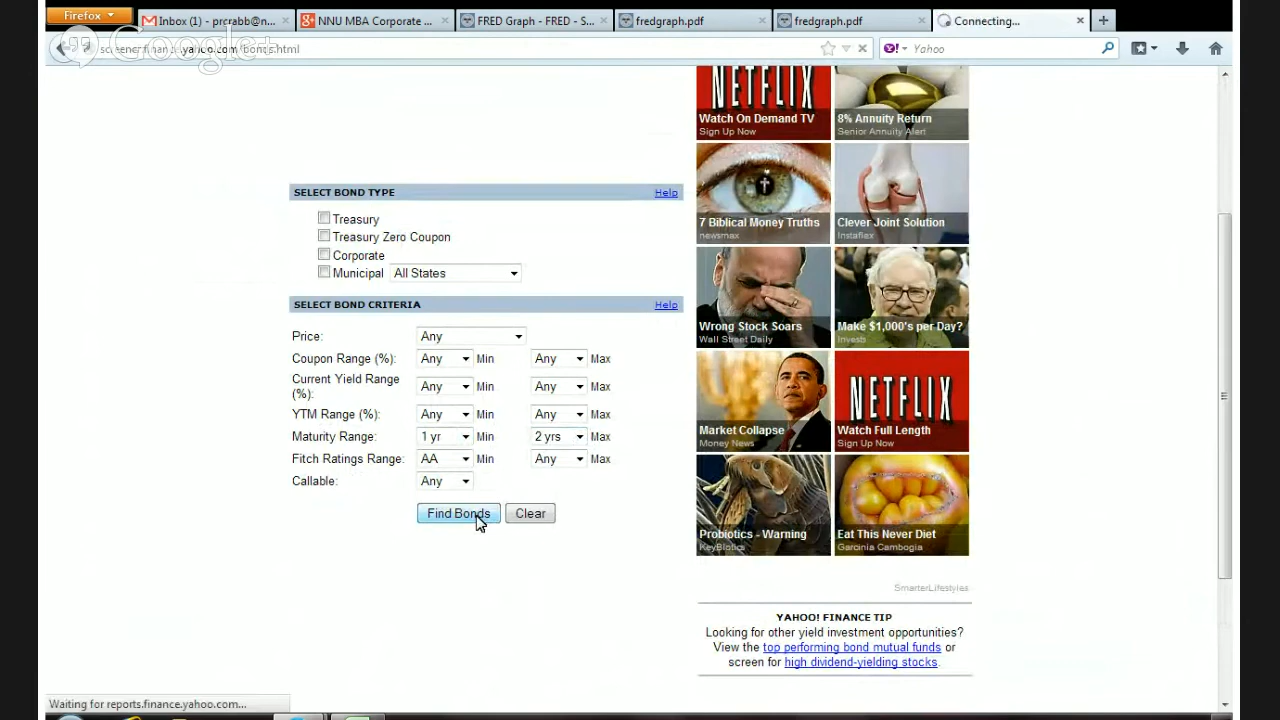 Firefox
Inbox (1) - prcrabb@n...
NNU MBA Corporate ...
FRED Graph - FRED - S...
fredgraph.pdf
fredgraph.pdf
Connecting...
Google+
screener.finance.yahoo.com/bonds.html
Yahoo
NETFLIX
Watch On Demand TV
Sign Up Now
8% Annuity Return
Senior Annuity Alert
SELECT BOND TYPE
Help
Treasury
Treasury Zero Coupon
Corporate
Municipal All States
7 Biblical Money Truths
newsmax
Clever Joint Solution
Instaflex
SELECT BOND CRITERIA
Help
Price: Any
Coupon Range (%): Any Min Any Max
Current Yield Range
(%): Any Min Any Max
YTM Range (%): Any Min Any Max
Maturity Range: 1 yr Min 2 yrs Max
Fitch Ratings Range: AA Min Any Max
Callable: Any
Find Bonds Clear
Wrong Stock Soars
Wall Street Daily
Make $1,000's per Day?
Invests
Market Collapse
Money News
NETFLIX
Watch Full Length
Sign Up Now
Probiotics - Warning
KeyBiotics
Eat This Never Diet
Garcinia Cambogia
SmarterLifestyles
YAHOO! FINANCE TIP
Looking for other yield investment opportunities?
View the top performing bond mutual funds or
screen for high dividend-yielding stocks.
Waiting for reports.finance.yahoo.com...